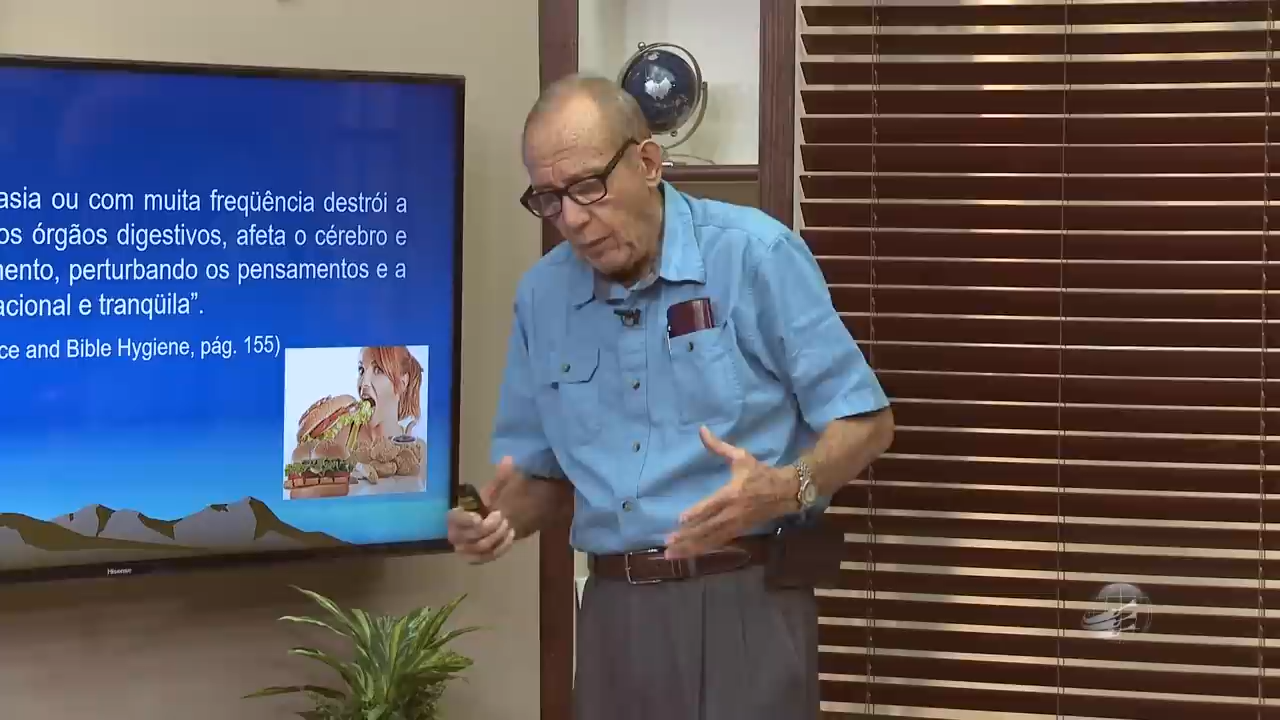 asia ou com muita freqüência destrói a
os órgãos digestivos, afeta o cérebro e
mento, perturbando os pensamentos e a
acional e tranqüila”.
ce and Bible Hygiene, pág. 155)
Hisense